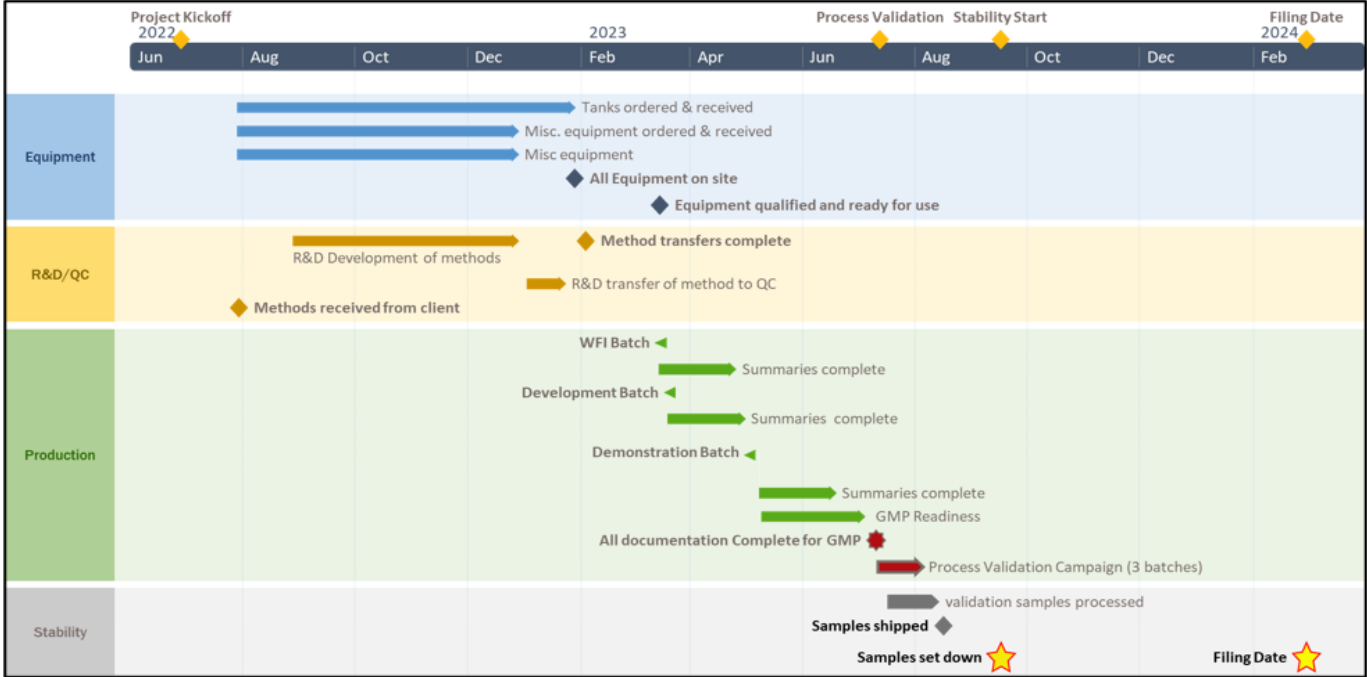 Project Kickoff
Process Validation
Stability Start
Filing Date
2022
2023
2024
Jun
Aug
Oct
Dec
Feb
Apr
Jun
Aug
Oct
Dec
Feb
Equipment
Tanks ordered & received
Misc. equipment ordered & received
Misc equipment
All Equipment on site
Equipment qualified and ready for use
R&D/QC
Method transfers complete
R&D Development of methods
R&D transfer of method to QC
Methods received from client
Production
WFI Batch
Summaries complete
Development Batch
Summaries complete
Demonstration Batch
Summaries complete
GMP Readiness
All documentation Complete for GMP
Process Validation Campaign (3 batches)
Stability
validation samples processed
Samples shipped
Samples set down
Filing Date